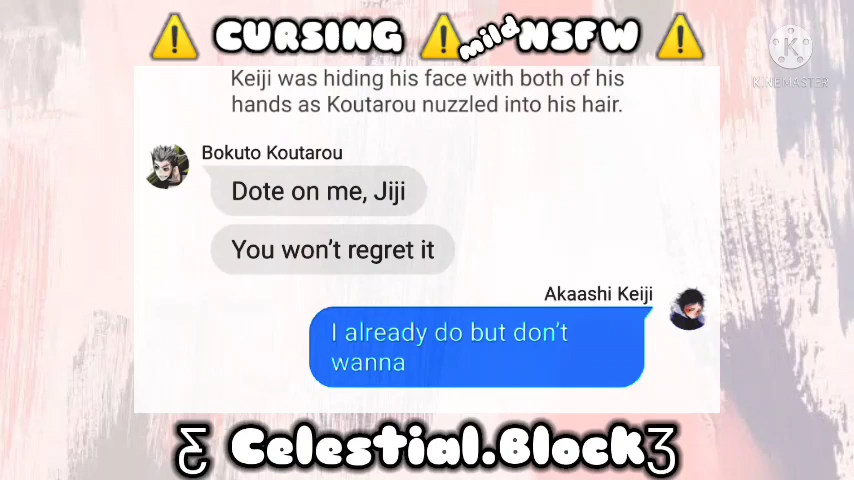 ⚠️ CURSING ⚠️ mild NSFW ⚠️
KINEMASTER
Keiji was hiding his face with both of his
hands as Koutarou nuzzled into his hair.
Bokuto Koutarou
Dote on me, Jiji
You won't regret it
Akaashi Keiji
I already do but don't
wanna
Ƹ Celestial.BlockƷ